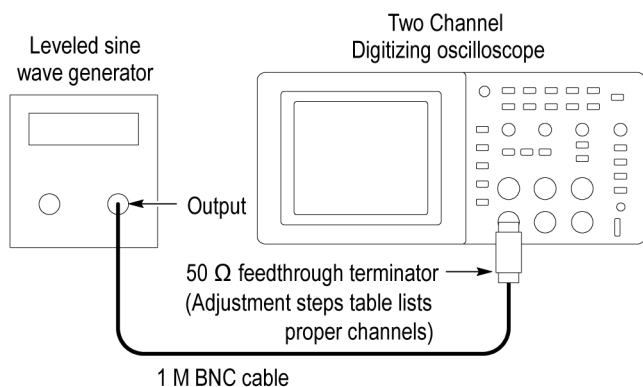 Two Channel
Digitizing oscilloscope
Leveled sine
wave generator
Output
50 Ω feedthrough terminator
(Adjustment steps table lists
proper channels)
1 M BNC cable